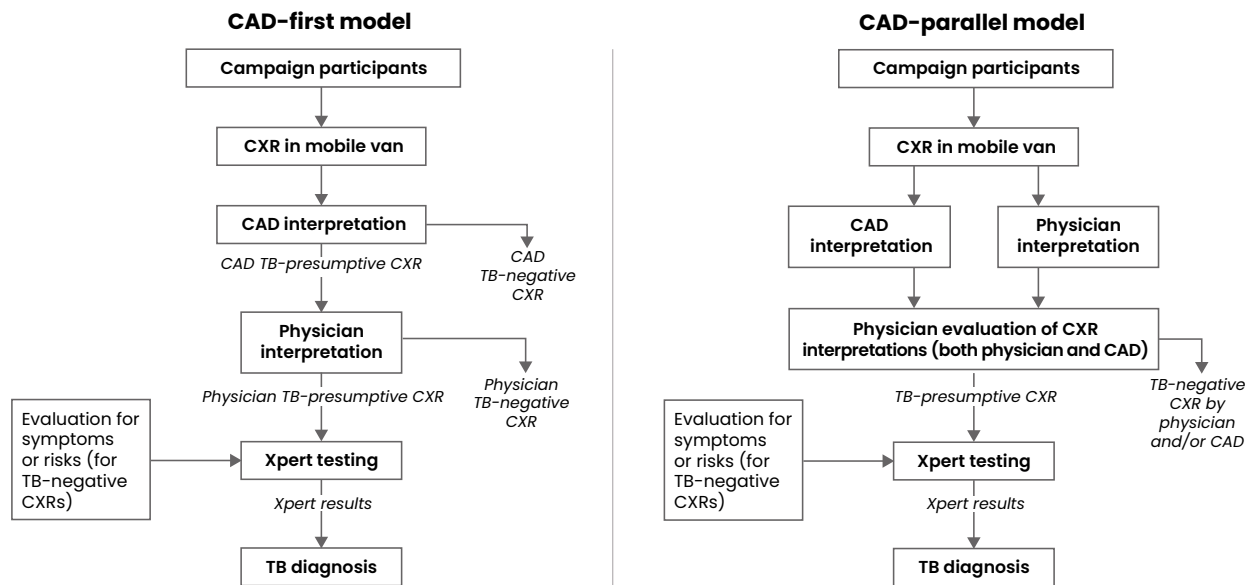 CAD-first model
Campaign participants
CXR in mobile van
CAD interpretation
CAD TB-presumptive CXR
CAD
TB-negative
CXR
Physician
interpretation
Physician TB-presumptive CXR
Physician
TB-negative
CXR
Evaluation for
symptoms
or risks (for
TB-negative
CXRs)
Xpert testing
Xpert results
TB diagnosis
CAD-parallel model
Campaign participants
CXR in mobile van
CAD
interpretation
Physician
interpretation
Physician evaluation of CXR
interpretations (both physician and CAD)
TB-presumptive CXR
TB-negative
CXR by
physician
and/or CAD
Evaluation for
symptoms
or risks (for
TB-negative
CXRs)
Xpert testing
Xpert results
TB diagnosis